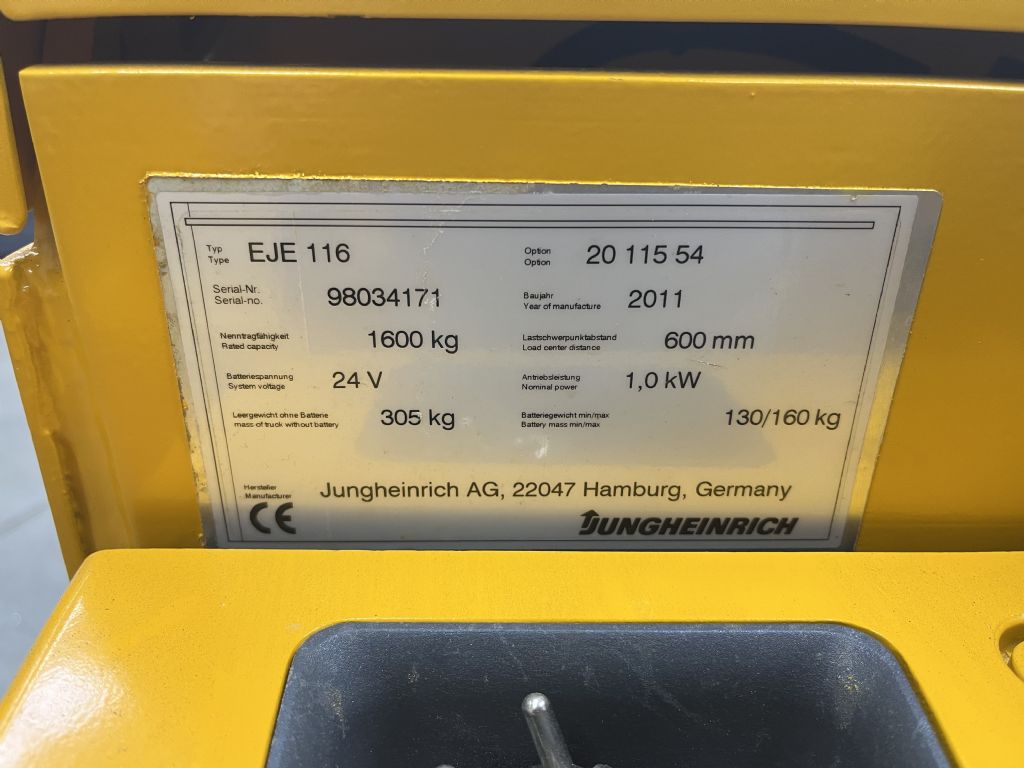 Typ EJE 116 Option 20 115 54
Type Option
Serial-Nr. 98034171 Baujahr 2011
Serial-no. Year of manufacture
Nenntragfähigkeit 1600 kg Lastschwerpunktabstand 600 mm
Rated capacity Load center distance
Batteriespannung 24 V Antriebsleistung 1,0 kW
System voltage Nominal power
Leergewicht ohne Batterie 305 kg Batteriegewicht min/max 130/160 kg
mass of truck without battery Battery mass min/max
Hersteller Jungheinrich AG, 22047 Hamburg, Germany
Manufacturer
CE JUNGHEINRICH